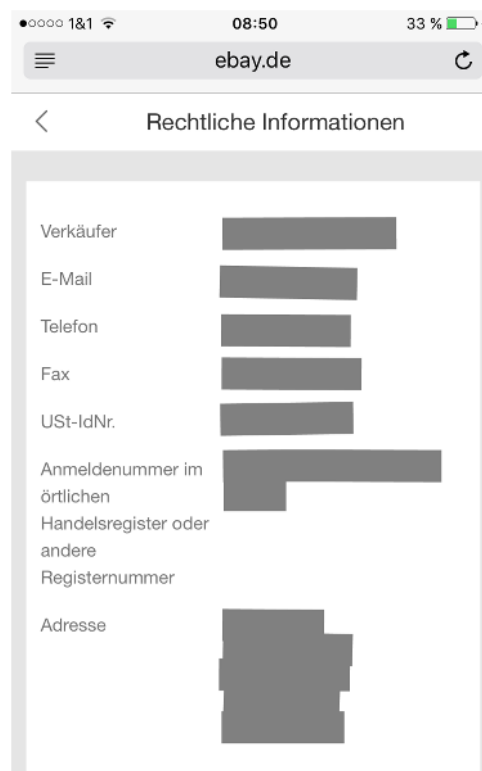 1&1 08:50 33 %
ebay.de
Rechtliche Informationen
Verkäufer
E-Mail
Telefon
Fax
USt-IdNr.
Anmeldenummer im
örtlichen
Handelsregister oder
andere
Registernummer
Adresse